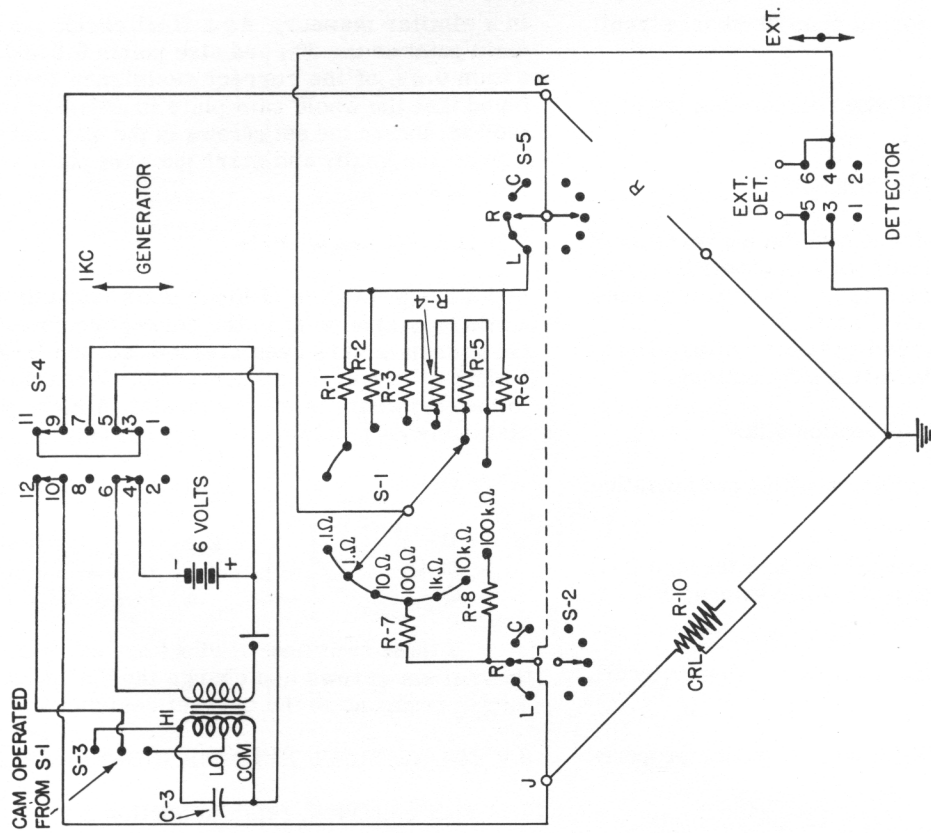 CAM OPERATED
FROM S-1
S-3
HI
LO
COM
C-3
12
10
8
6
4
2
11
9
7
5
3
1
S-4
- 6 VOLTS +
1KC
GENERATOR
S-1
.1Ω
1.Ω
10Ω
100Ω
1kΩ
10kΩ
100kΩ
R-1
R-2
R-3
R-4
R-5
R-6
R-7
R-8
L
R
C
S-2
L
R
C
S-5
J
R
R
R-10
CRL
EXT.
DET.
5
3
1
6
4
2
DETECTOR
EXT.